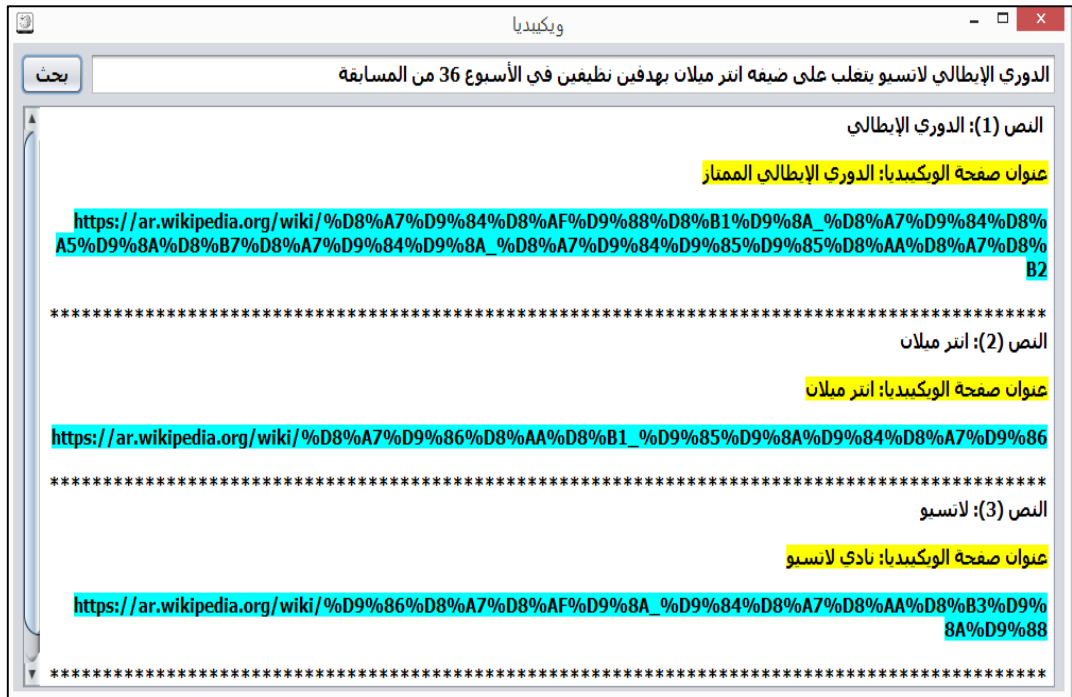 ويكيبديا
الدوري الإيطالي لاتسيو يتغلب على ضيفه انتر ميلان بهدفين نظيفين في الأسبوع 36 من المسابقة
بحث
النص (1): الدوري الإيطالي
عنوان صفحة الويكيبديا: الدوري الإيطالي الممتاز
https://ar.wikipedia.org/wiki/%D8%A7%D9%84%D8%AF%D9%88%D8%B1%D9%8A_%D8%A7%D9%84%D8%
A5%D9%8A%D8%B7%D8%A7%D9%84%D9%8A_%D8%A7%D9%84%D9%85%D9%85%D8%AA%D8%A7%D8%
B2
*********************************************************************************************
النص (2): انتر ميلان
عنوان صفحة الويكيبديا: انتر ميلان
https://ar.wikipedia.org/wiki/%D8%A7%D9%86%D8%AA%D8%B1_%D9%85%D9%8A%D9%84%D8%A7%D9%86
*********************************************************************************************
النص (3): لاتسيو
عنوان صفحة الويكيبديا: نادي لاتسيو
https://ar.wikipedia.org/wiki/%D9%86%D8%A7%D8%AF%D9%8A_%D9%84%D8%A7%D8%AA%D8%B3%D9%
8A%D9%88
*********************************************************************************************